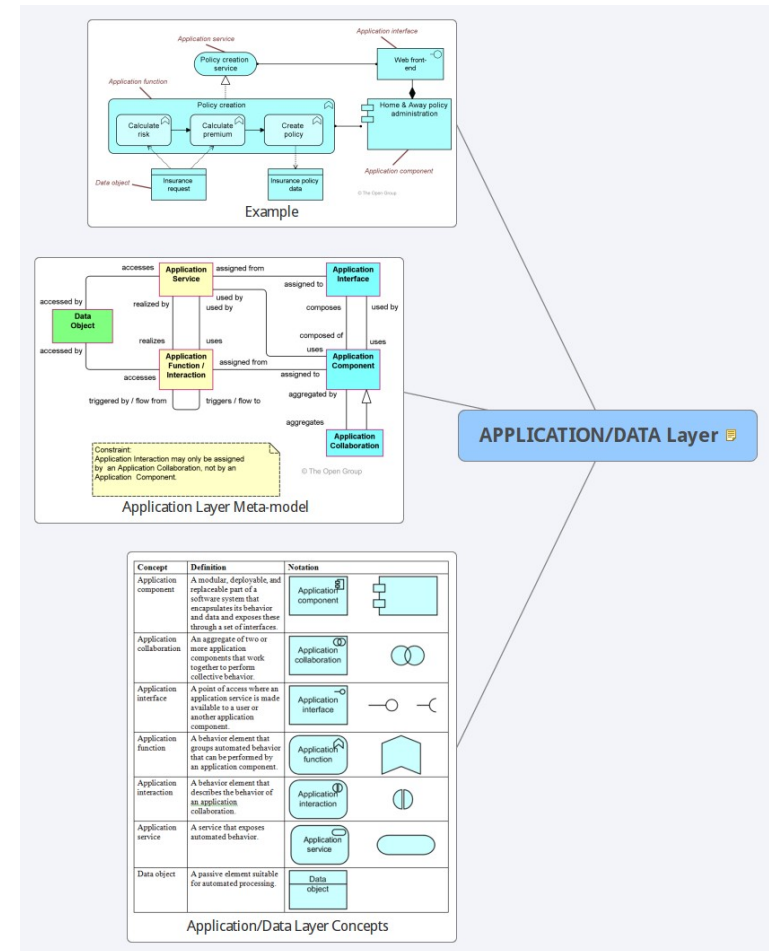 Application service
Application interface
Policy creation
service
Web front-
end
Application function
Policy creation
Home & Away policy
administration
Calculate
risk
Calculate
premium
Create
policy
Application component
Data object
Insurance
request
Insurance policy
data
© The Open Group
Example
accesses
Application
Service
assigned from
Application
Interface
assigned to
accessed by
realized by
used by
used by
composes
used by
Data
Object
composed of
accessed by
realizes
uses
uses
uses
Application
Function /
Interaction
assigned from
Application
Component
accesses
assigned to
aggregated by
triggered by / flow from
triggers / flow to
aggregates
Application
Collaboration
Constraint:
Application Interaction may only be assigned
by an Application Collaboration, not by an
Application Component.
© The Open Group
Application Layer Meta-model
APPLICATION/DATA Layer
Concept Definition Notation
Application
component
A modular, deployable, and
replaceable part of a
software system that
encapsulates its behavior
and data and exposes these
through a set of interfaces.
Application
component
Application
collaboration
An aggregate of two or
more application
components that work
together to perform
collective behavior.
Application
collaboration
Application
interface
A point of access where an
application service is made
available to a user or
another application
component.
Application
interface
Application
function
A behavior element that
groups automated behavior
that can be performed by
an application component.
Application
function
Application
interaction
A behavior element that
describes the behavior of
an application
collaboration.
Application
interaction
Application
service
A service that exposes
automated behavior.
Application
service
Data object
A passive element suitable
for automated processing.
Data
object
Application/Data Layer Concepts